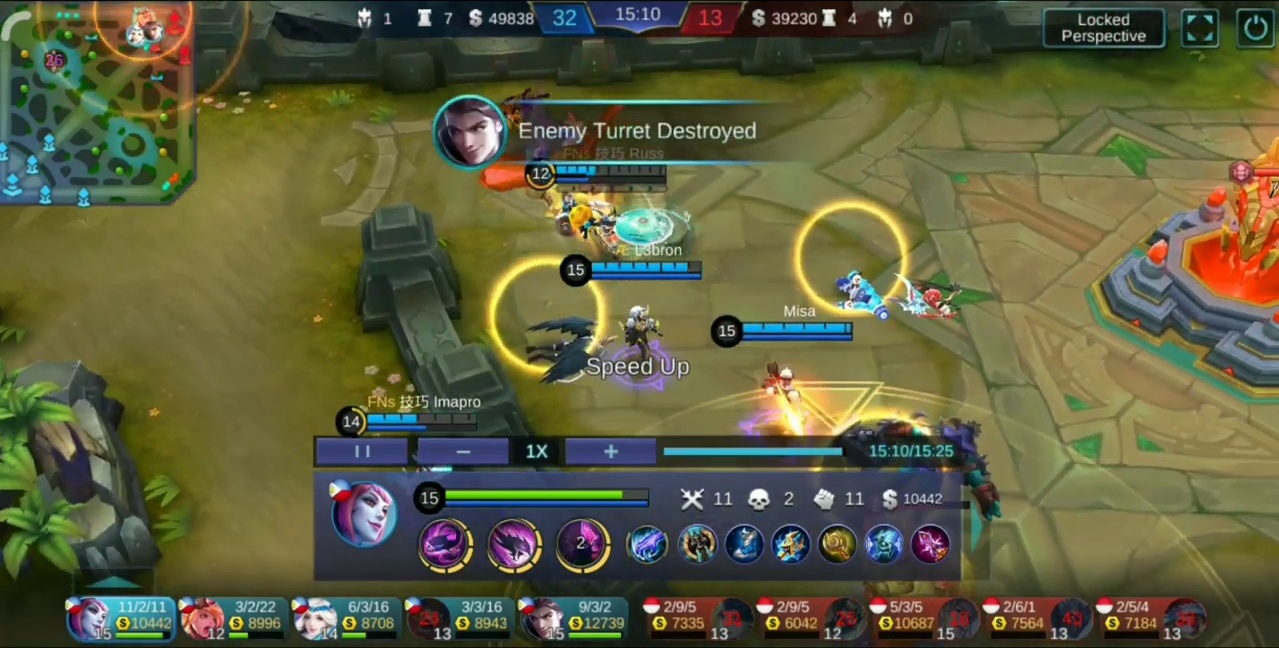 1 7 49838 32 15:10 13 39230 4 0
Locked
Perspective
26
Enemy Turret Destroyed
FNs 技巧 Russ
12
L3bron
15
Misa
15
Speed Up
FNs 技巧 Imapro
14
1X 15:10/15:25
15 11 2 11 10442
2
11/2/11 3/2/22 6/3/16 3/3/16 9/3/2 2/9/5 2/9/5 5/3/5 2/6/1 2/5/4
10442 8996 8708 8943 12739 7335 6042 10687 7564 7184
15 12 14 13 15 13 12 15 13 13